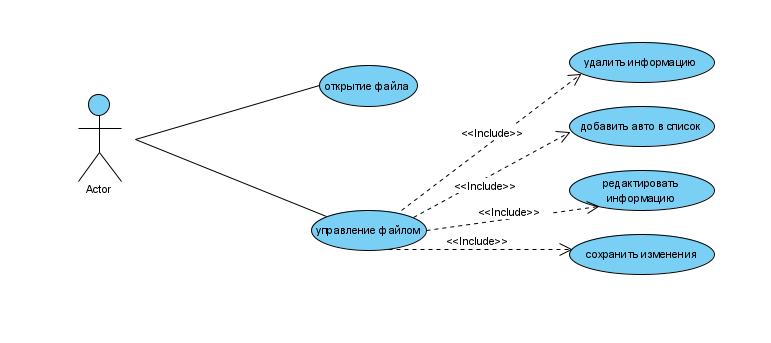 удалить информацию
открытие файла
<<Include>>
добавить авто в список
Actor
<<Include>>
редактировать
информацию
<<Include>>
управление файлом
<<Include>>
сохранить изменения